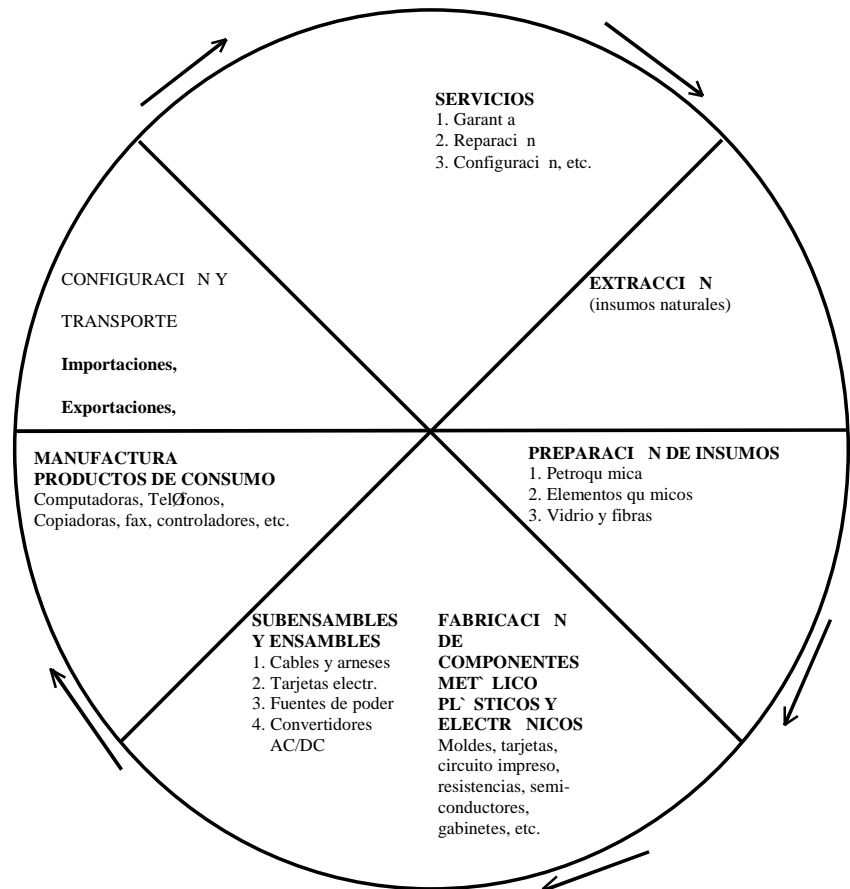 SERVICIOS
1. Garant a
2. Reparaci n
3. Configuraci n, etc.
EXTRACCI N
(insumos naturales)
PREPARACI N DE INSUMOS
1. Petroqu mica
2. Elementos qu micos
3. Vidrio y fibras
FABRICACI N
DE
COMPONENTES
MET` LICO
PL` STICOS Y
ELECTR NICOS
Moldes, tarjetas,
circuito impreso,
resistencias, semi-
conductores,
gabinetes, etc.
SUBENSAMBLES
Y ENSAMBLES
1. Cables y arneses
2. Tarjetas electr.
3. Fuentes de poder
4. Convertidores
AC/DC
MANUFACTURA
PRODUCTOS DE CONSUMO
Computadoras, TelØfonos,
Copiadoras, fax, controladores, etc.
CONFIGURACI N Y
TRANSPORTE
Importaciones,
Exportaciones,